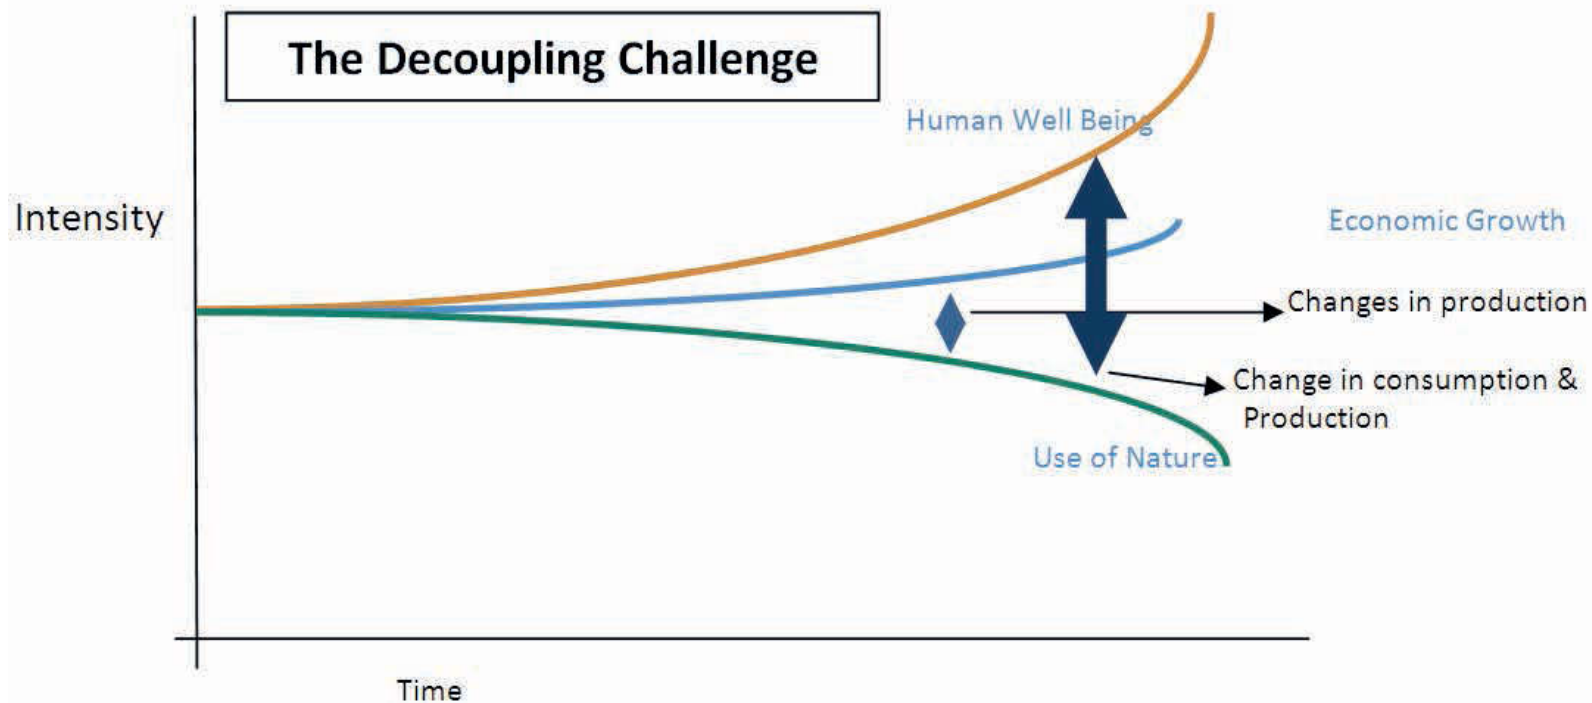 The Decoupling Challenge
Human Well Being
Intensity
Economic Growth
Changes in production
Change in consumption &
Production
Use of Nature
Time